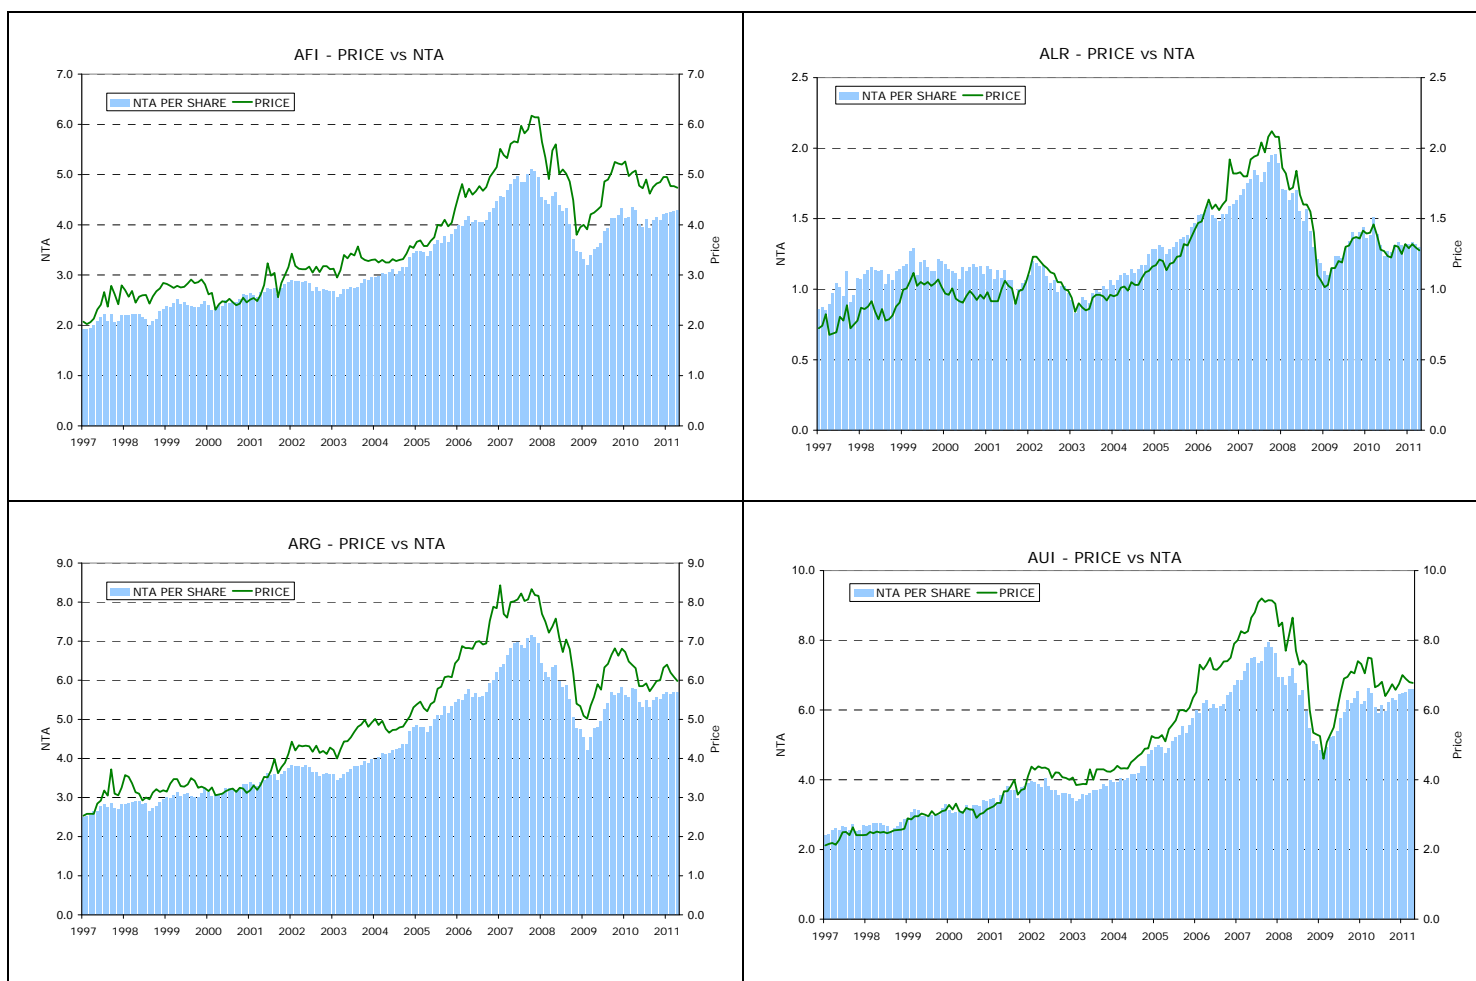 AFI - PRICE vs NTA
7.0 7.0
NTA PER SHARE PRICE
6.0 6.0
5.0 5.0
4.0 4.0
NTA Price
3.0 3.0
2.0 2.0
1.0 1.0
0.0 0.0
1997 1998 1999 2000 2001 2002 2003 2004 2005 2006 2007 2008 2009 2010 2011
ALR - PRICE vs NTA
2.5 2.5
NTA PER SHARE PRICE
2.0 2.0
1.5 1.5
NTA Price
1.0 1.0
0.5 0.5
0.0 0.0
1997 1998 1999 2000 2001 2002 2003 2004 2005 2006 2007 2008 2009 2010 2011
ARG - PRICE vs NTA
9.0 9.0
NTA PER SHARE PRICE
8.0 8.0
7.0 7.0
6.0 6.0
5.0 5.0
NTA Price
4.0 4.0
3.0 3.0
2.0 2.0
1.0 1.0
0.0 0.0
1997 1998 1999 2000 2001 2002 2003 2004 2005 2006 2007 2008 2009 2010 2011
AUI - PRICE vs NTA
10.0 10.0
NTA PER SHARE PRICE
8.0 8.0
6.0 6.0
NTA Price
4.0 4.0
2.0 2.0
0.0 0.0
1997 1998 1999 2000 2001 2002 2003 2004 2005 2006 2007 2008 2009 2010 2011